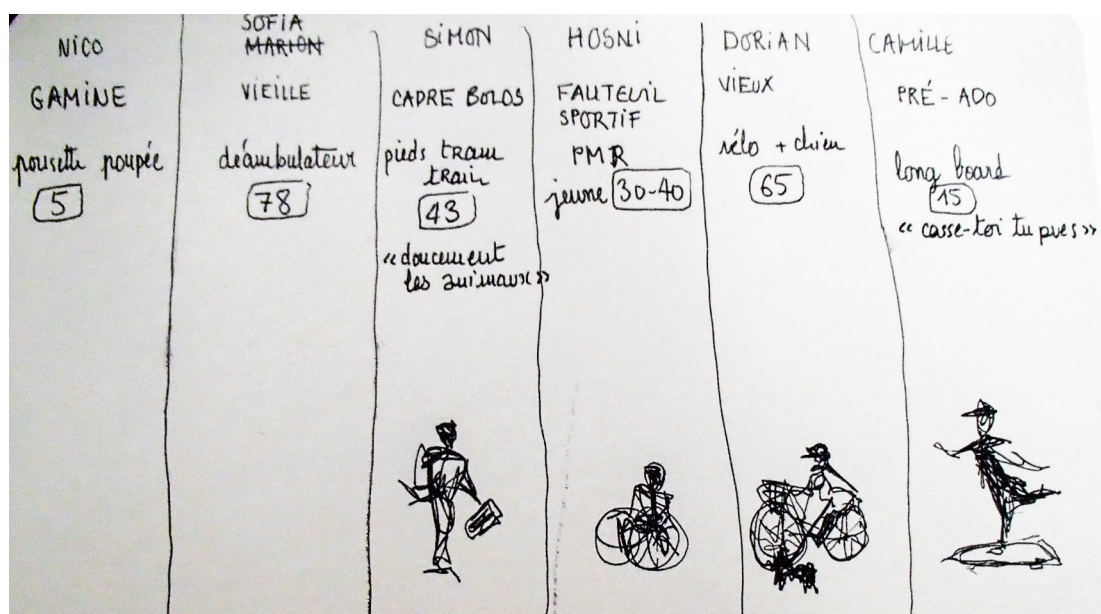 NICO
GAMINE
pousette poupée
5
SOFIA
MARION
VIEILLE
déambulateur
78
SIMON
CADRE BOLOS
pieds tram
train
43
«doucement
les animaux»
HOSNI
FAUTEUIL
SPORTIF
PMR
jeune 30-40
DORIAN
VIEUX
vélo + chien
65
CAMILLE
PRÉ-ADO
long board
15
«casse-toi tu pues»